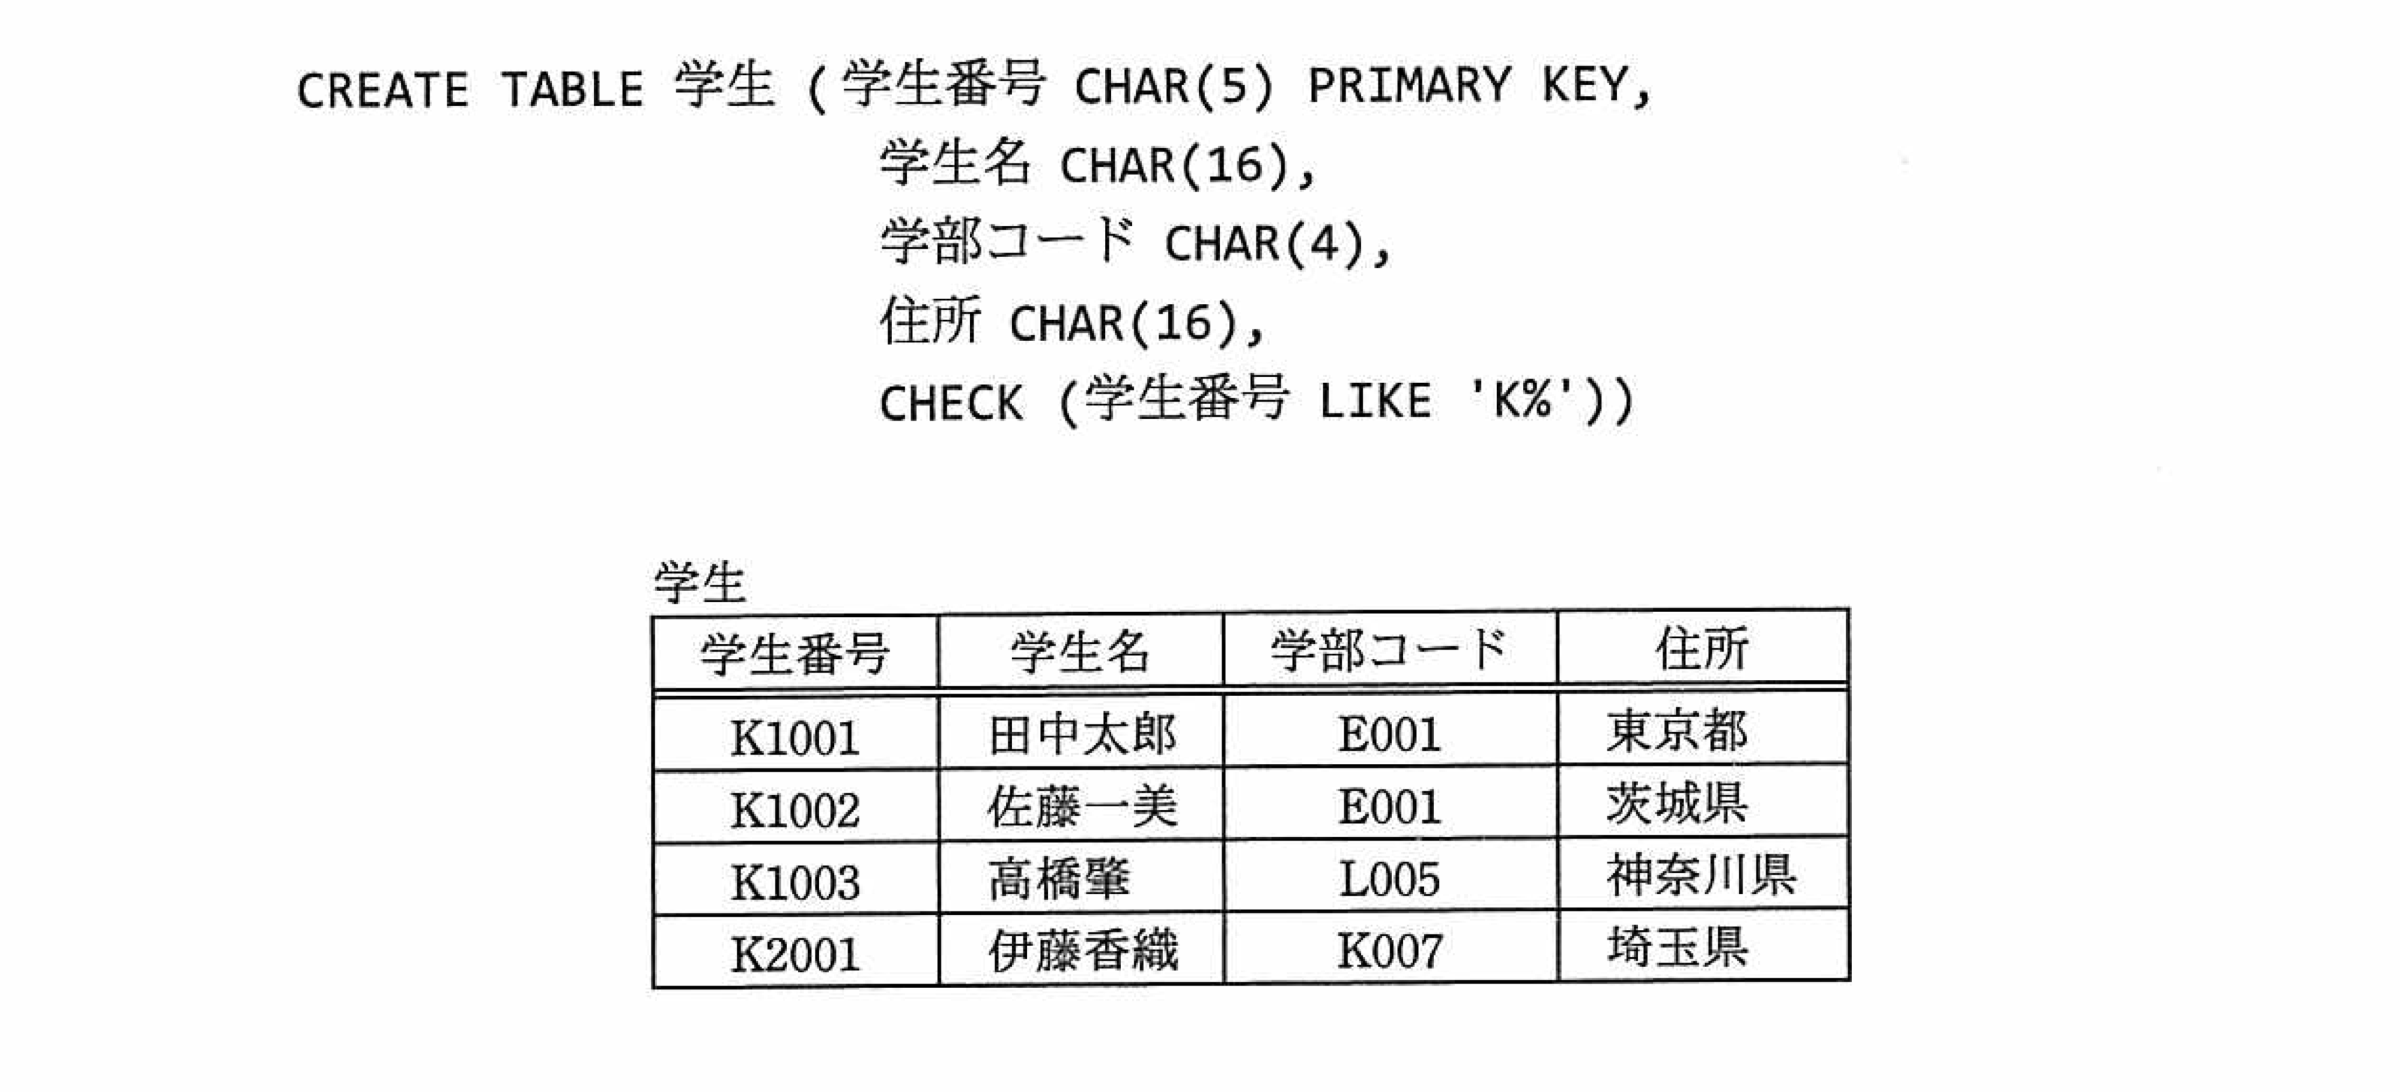 CREATE TABLE 学生 (学生番号 CHAR(5) PRIMARY KEY,
学生名 CHAR(16),
学部コード CHAR(4),
住所 CHAR(16),
CHECK (学生番号 LIKE 'K%'))
学生
学生番号 学生名 学部コード 住所
K1001 田中太郎 E001 東京都
K1002 佐藤一美 E001 茨城県
K1003 高橋肇 L005 神奈川県
K2001 伊藤香織 K007 埼玉県